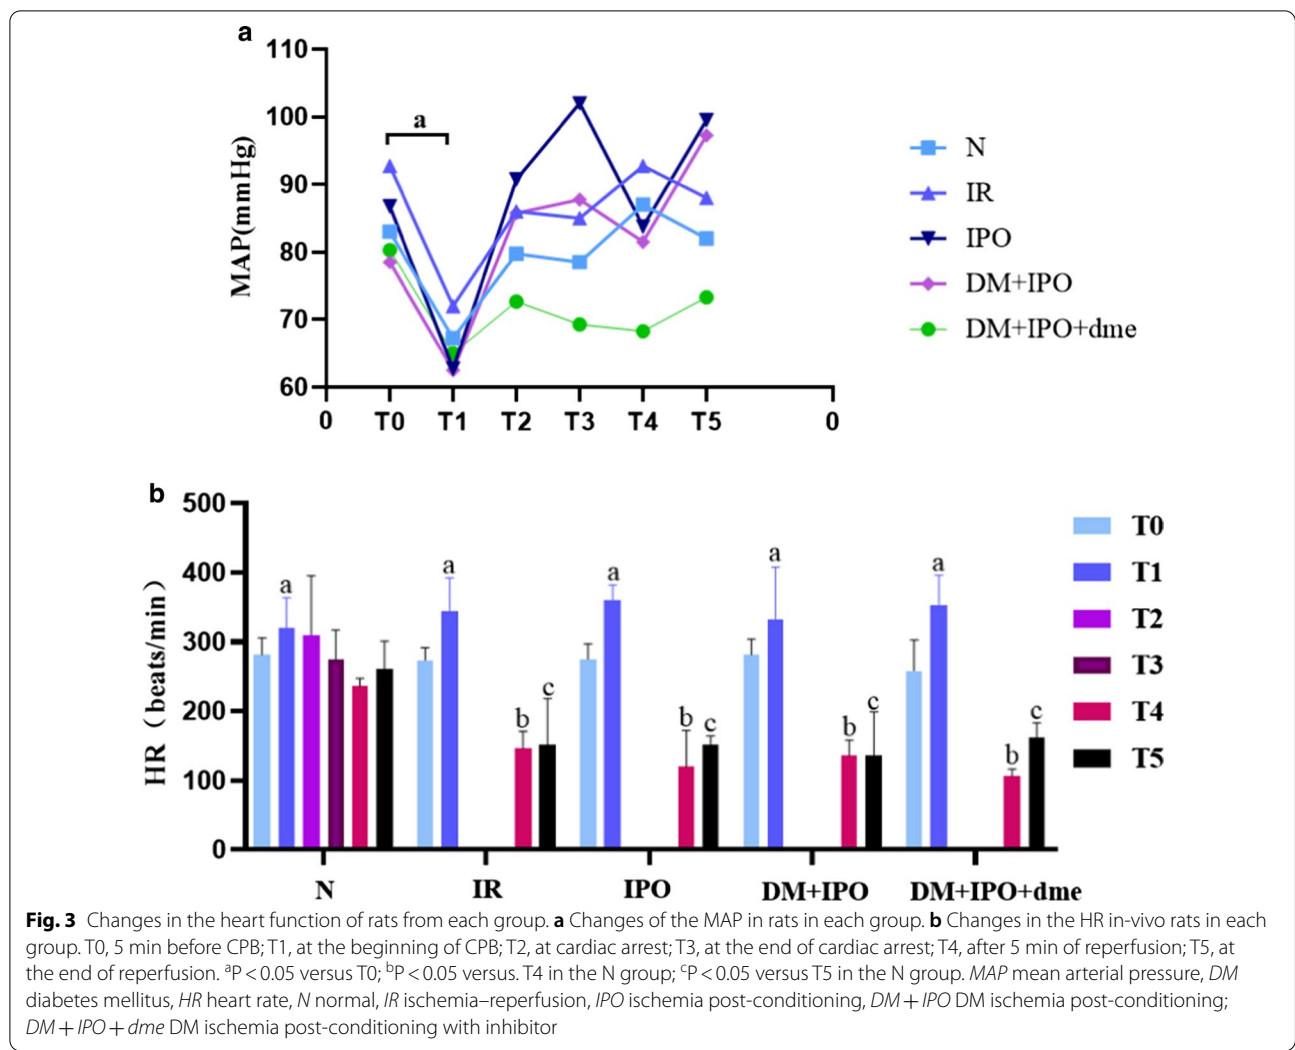 a
110
100
90
80
70
60
MAP(mmHg)
a
0 T0 T1 T2 T3 T4 T5 0
N
IR
IPO
DM+IPO
DM+IPO+dme
b
500
400
300
200
100
0
HR（beats/min）
a a a a a
b c b c b c b c
N IR IPO DM+IPO DM+IPO+dme
T0
T1
T2
T3
T4
T5
Fig. 3 Changes in the heart function of rats from each group. a Changes of the MAP in rats in each group. b Changes in the HR in-vivo rats in each
group. T0, 5 min before CPB; T1, at the beginning of CPB; T2, at cardiac arrest; T3, at the end of cardiac arrest; T4, after 5 min of reperfusion; T5, at
the end of reperfusion. ᵃP < 0.05 versus T0; ᵇP < 0.05 versus. T4 in the N group; ᶜP < 0.05 versus T5 in the N group. MAP mean arterial pressure, DM
diabetes mellitus, HR heart rate, N normal, IR ischemia–reperfusion, IPO ischemia post-conditioning, DM + IPO DM ischemia post-conditioning;
DM + IPO + dme DM ischemia post-conditioning with inhibitor